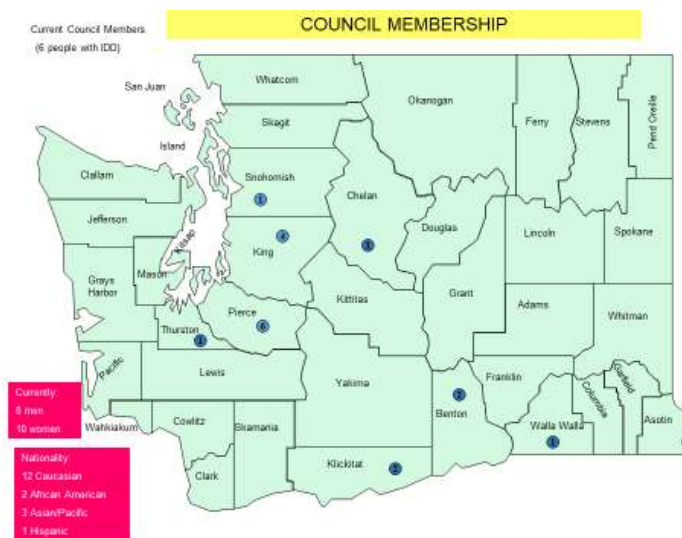 COUNCIL MEMBERSHIP
Current Council Members
(6 people with IDD)
Whatcom
San Juan
Okanogan
Ferry
Stevens
Pend Oreille
Skagit
Island
Clallam
Snohomish
1
Chelan
Jefferson
Kitsap
4
King
Douglas
Lincoln
Spokane
Mason
Grays
Harbor
Kittitas
Grant
Adams
Whitman
Pierce
6
Thurston
1
Pacific
Lewis
Yakima
Franklin
Benton
2
Columbia
Garfield
Asotin
Walla Walla
1
Currently:
8 men
10 women
Wahkiakum
Cowlitz
Skamania
Clark
Klickitat
Nationality:
12 Caucasian
2 African American
3 Asian/Pacific
1 Hispanic